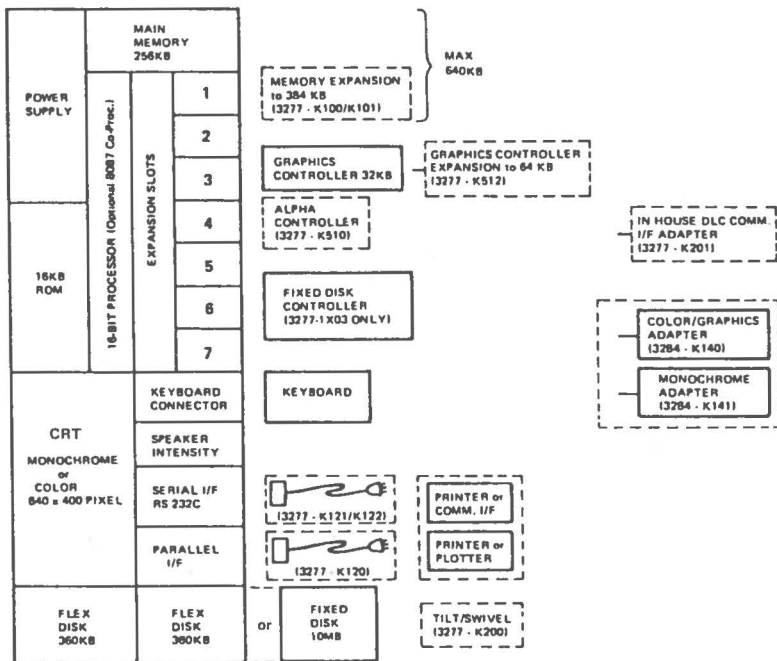 MAIN
MEMORY
256KB
POWER
SUPPLY
16KB
ROM
16-BIT PROCESSOR (Optional 8087 Co-Proc.)
EXPANSION SLOTS
1
2
3
4
5
6
7
MEMORY EXPANSION
to 384 KB
(3277 - K100/K101)
MAX
640KB
GRAPHICS
CONTROLLER 32KB
GRAPHICS CONTROLLER
EXPANSION to 64 KB
(3277 - K512)
ALPHA
CONTROLLER
(3277 - K510)
IN HOUSE DLC COMM.
I/F ADAPTER
(3277 - K201)
FIXED DISK
CONTROLLER
(3277-1X03 ONLY)
COLOR/GRAPHICS
ADAPTER
(3284 - K140)
MONOCHROME
ADAPTER
(3284 - K141)
KEYBOARD
CONNECTOR
KEYBOARD
CRT
MONOCHROME
or
COLOR
640 x 400 PIXEL
SPEAKER
INTENSITY
SERIAL I/F
RS 232C
(3277 - K121/K122)
PRINTER or
COMM. I/F
PARALLEL
I/F
(3277 - K120)
PRINTER or
PLOTTER
FLEX
DISK
360KB
FLEX
DISK
360KB
or
FIXED
DISK
10MB
TILT/SWIVEL
(3277 - K200)